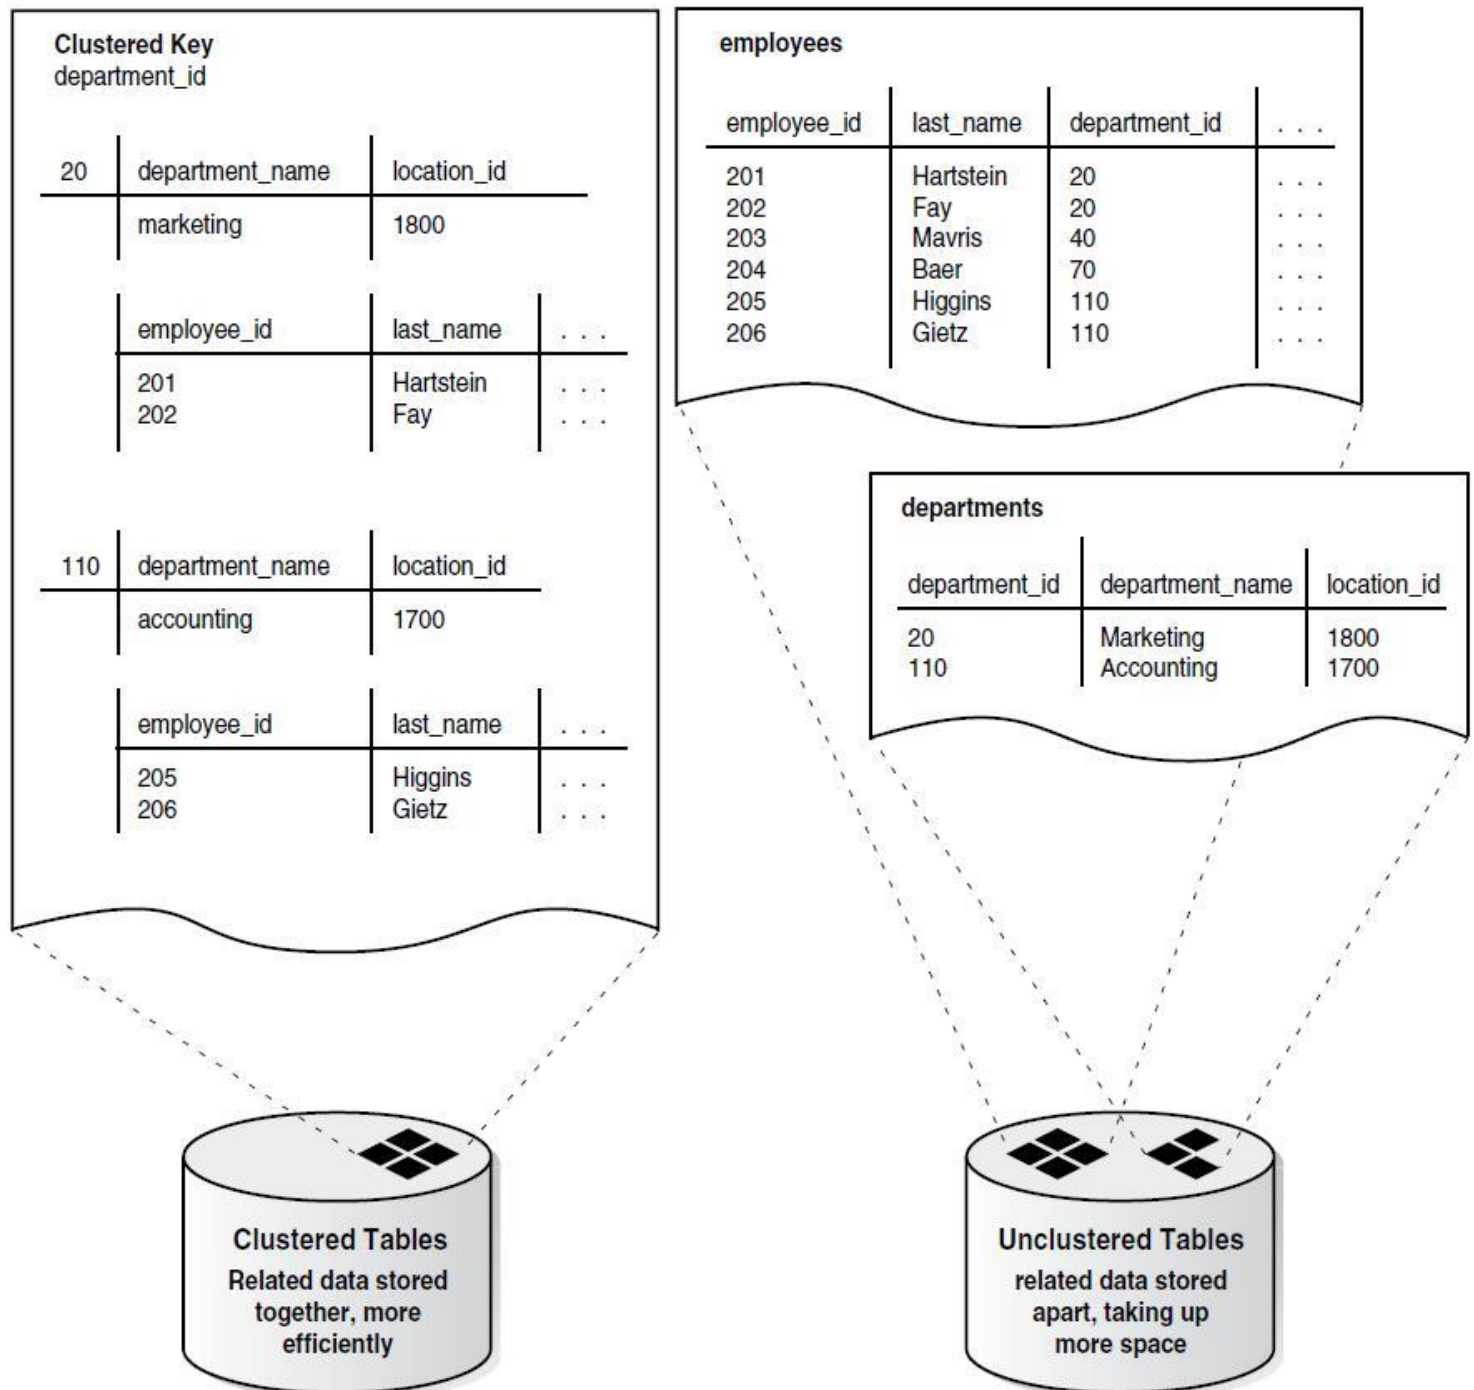 Clustered Key
department_id
20 department_name location_id
marketing 1800
employee_id last_name . . .
201 Hartstein . . .
202 Fay . . .
110 department_name location_id
accounting 1700
employee_id last_name . . .
205 Higgins . . .
206 Gietz . . .
employees
employee_id last_name department_id . . .
201 Hartstein 20 . . .
202 Fay 20 . . .
203 Mavris 40 . . .
204 Baer 70 . . .
205 Higgins 110 . . .
206 Gietz 110 . . .
departments
department_id department_name location_id
20 Marketing 1800
110 Accounting 1700
Clustered Tables
Related data stored
together, more
efficiently
Unclustered Tables
related data stored
apart, taking up
more space